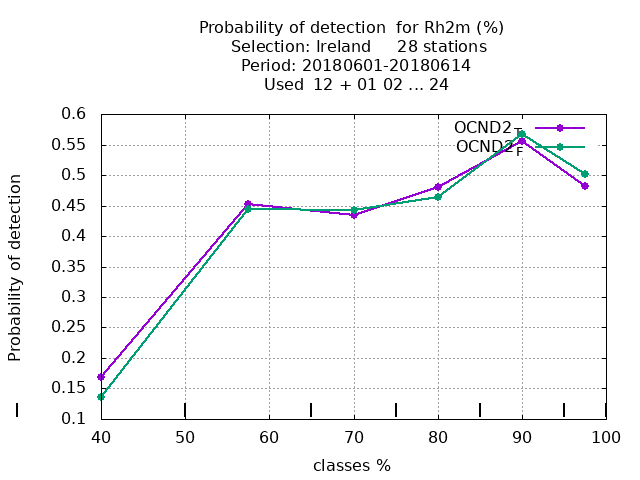 Probability of detection  for Rh2m (%)
Selection: Ireland     28 stations
Period: 20180601-20180614
Used  12 + 01 02 ... 24
OCND2_T
OCND2_F
Probability of detection
0.6
0.55
0.5
0.45
0.4
0.35
0.3
0.25
0.2
0.15
0.1
40 50 60 70 80 90 100
classes %